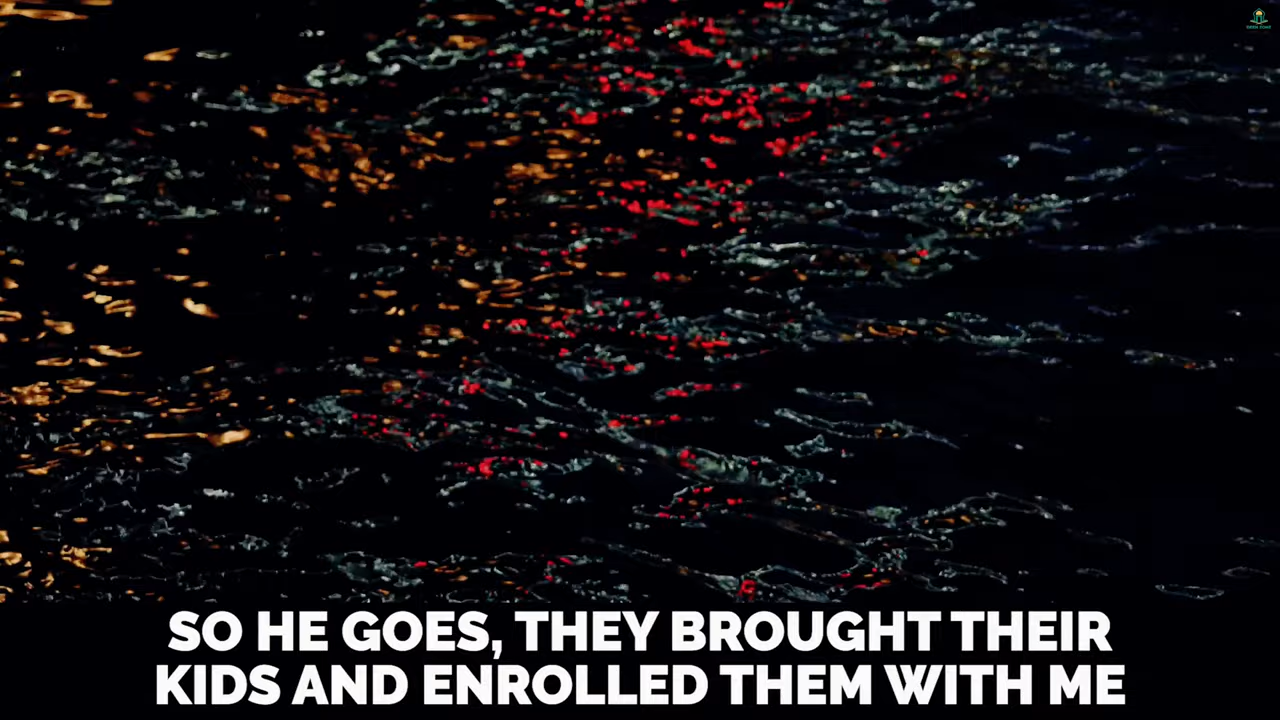 SO HE GOES, THEY BROUGHT THEIR
KIDS AND ENROLLED THEM WITH ME